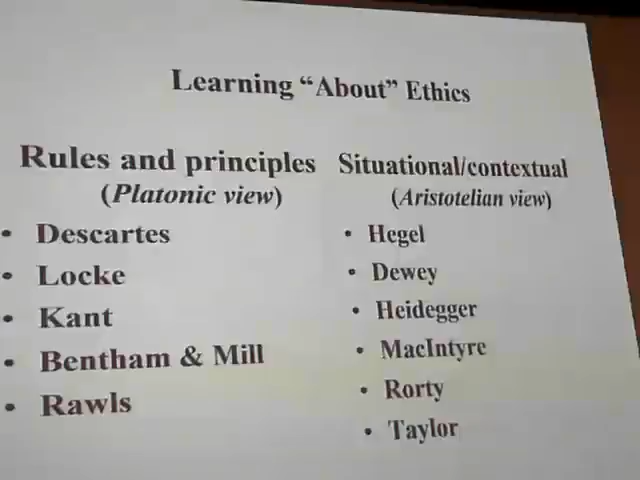 Learning “About” Ethics
Rules and principles
(Platonic view)
• Descartes
• Locke
• Kant
• Bentham & Mill
• Rawls
Situational/contextual
(Aristotelian view)
• Hegel
• Dewey
• Heidegger
• MacIntyre
• Rorty
• Taylor